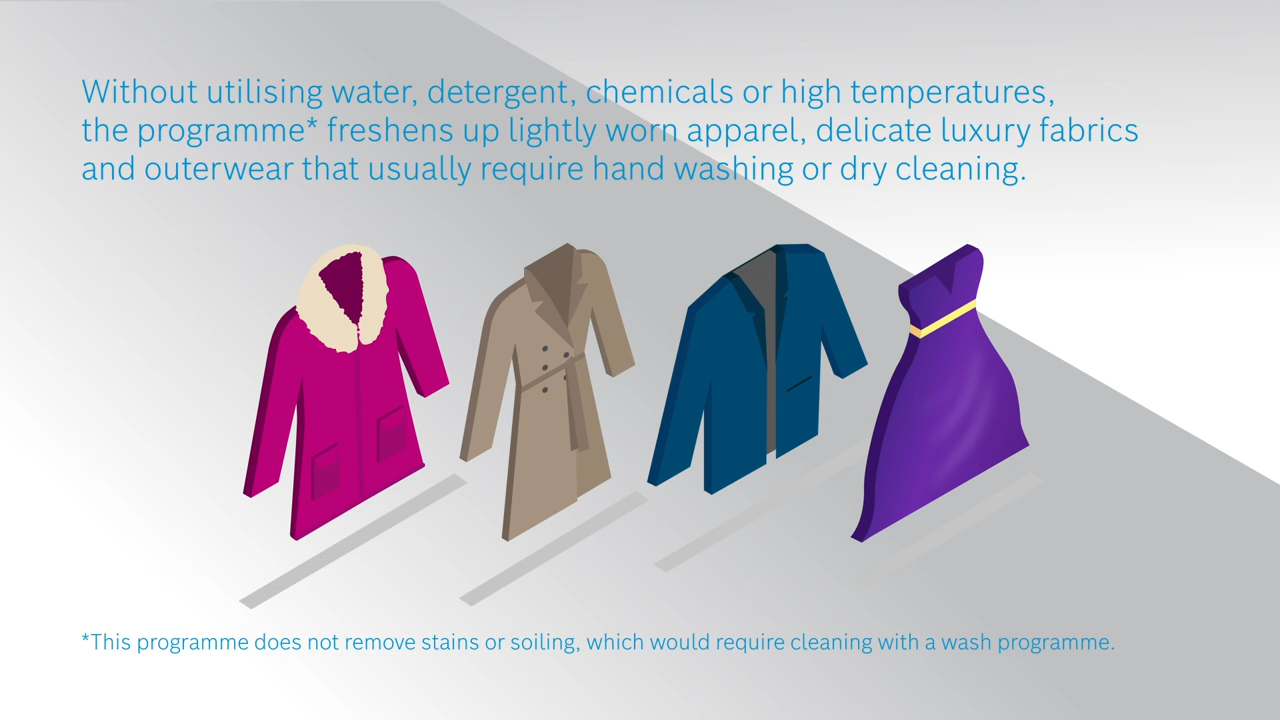 Without utilising water, detergent, chemicals or high temperatures,
the programme* freshens up lightly worn apparel, delicate luxury fabrics
and outerwear that usually require hand washing or dry cleaning.
*This programme does not remove stains or soiling, which would require cleaning with a wash programme.